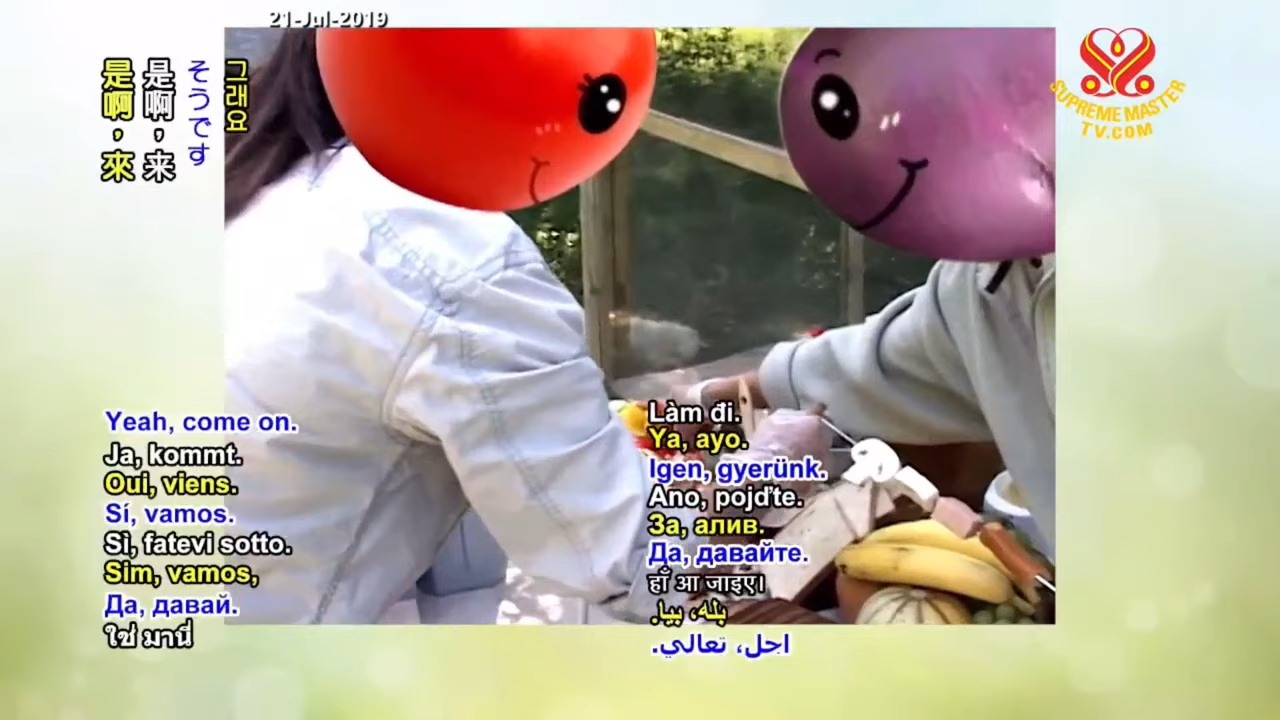 21-Jul-2019
그래요
そうです
是啊，来
是啊，來
SUPREME MASTER
TV.COM
Yeah, come on.
Ja, kommt.
Oui, viens.
Sí, vamos.
Sì, fatevi sotto.
Sim, vamos,
Да, давай.
ใช่ มานี่
Làm đi.
Ya, ayo.
Igen, gyerünk.
Ano, pojďte.
За, алив.
Да, давайте.
हाँ आ जाइए।
بله، بیا.
اجل، تعالي.